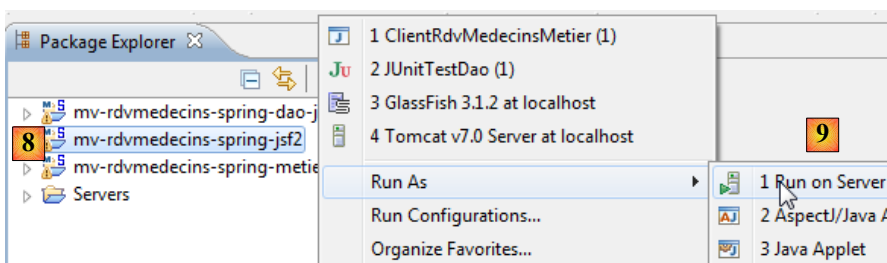 Package Explorer
mv-rdvmedecins-spring-dao-j
8 mv-rdvmedecins-spring-jsf2
mv-rdvmedecins-spring-metie
Servers
1 ClientRdvMedecinsMetier (1)
2 JUnitTestDao (1)
3 GlassFish 3.1.2 at localhost
4 Tomcat v7.0 Server at localhost
Run As
Run Configurations...
Organize Favorites...
9
1 Run on Server
2 AspectJ/Java A
3 Java Applet